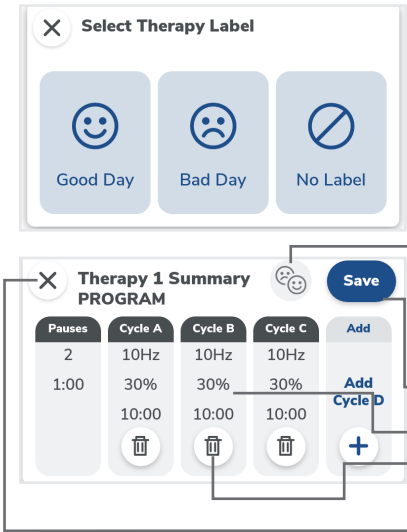 Select Therapy Label
Good Day Bad Day No Label
Therapy 1 Summary
PROGRAM
Save
Pauses Cycle A Cycle B Cycle C Add
2 10Hz 10Hz 10Hz
1:00 30% 30% 30% Add
Cycle D
10:00 10:00 10:00